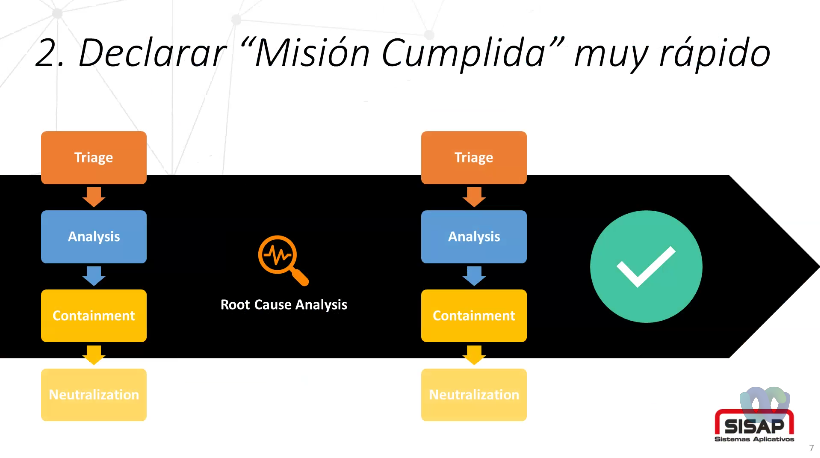 2. Declarar “Misión Cumplida” muy rápido
Triage
Analysis
Containment
Neutralization
Root Cause Analysis
Triage
Analysis
Containment
Neutralization
SISAP
Sistemas Aplicativos
7